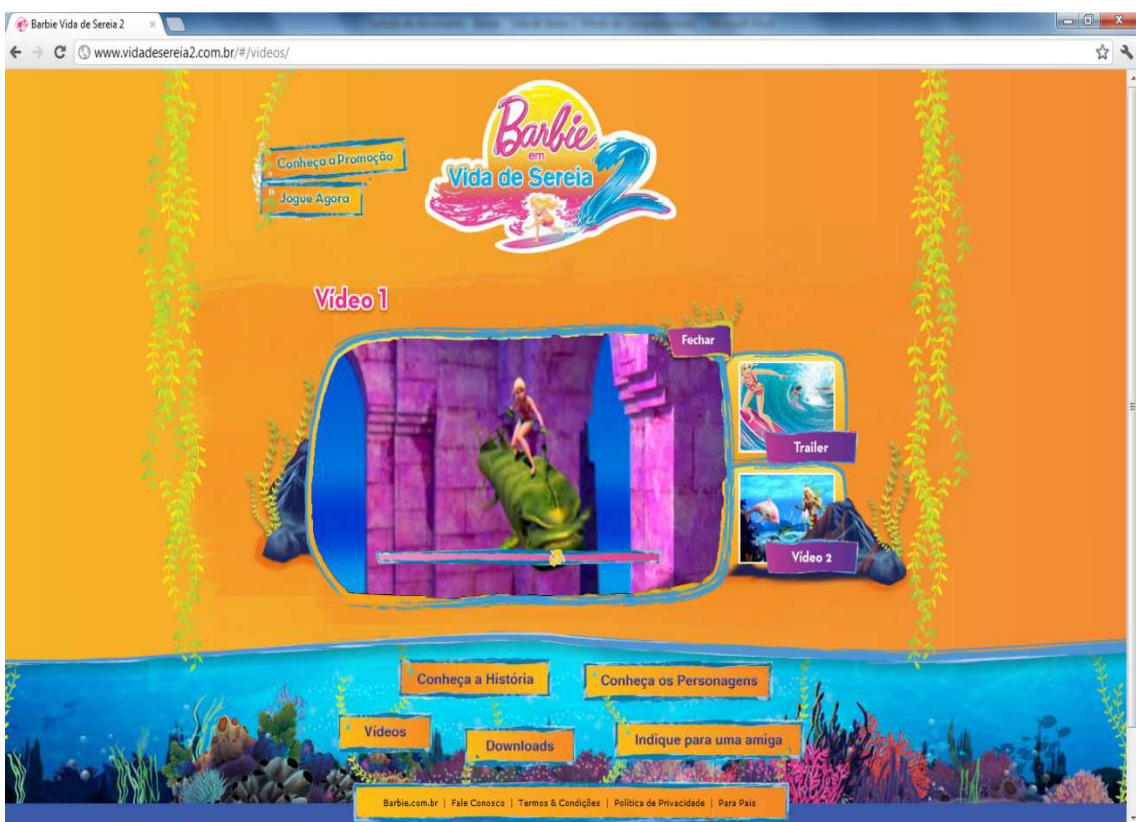 Barbie Vida de Sereia 2
www.vidadesereia2.com.br/#/videos/
Conheça a Promoção
Jogue Agora
Barbie
em
Vida de Sereia 2
Vídeo 1
Fechar
Trailer
Vídeo 2
Conheça a História
Conheça os Personagens
Vídeos
Downloads
Indique para uma amiga
Barbie.com.br | Fale Conosco | Termos & Condições | Política de Privacidade | Para Pais